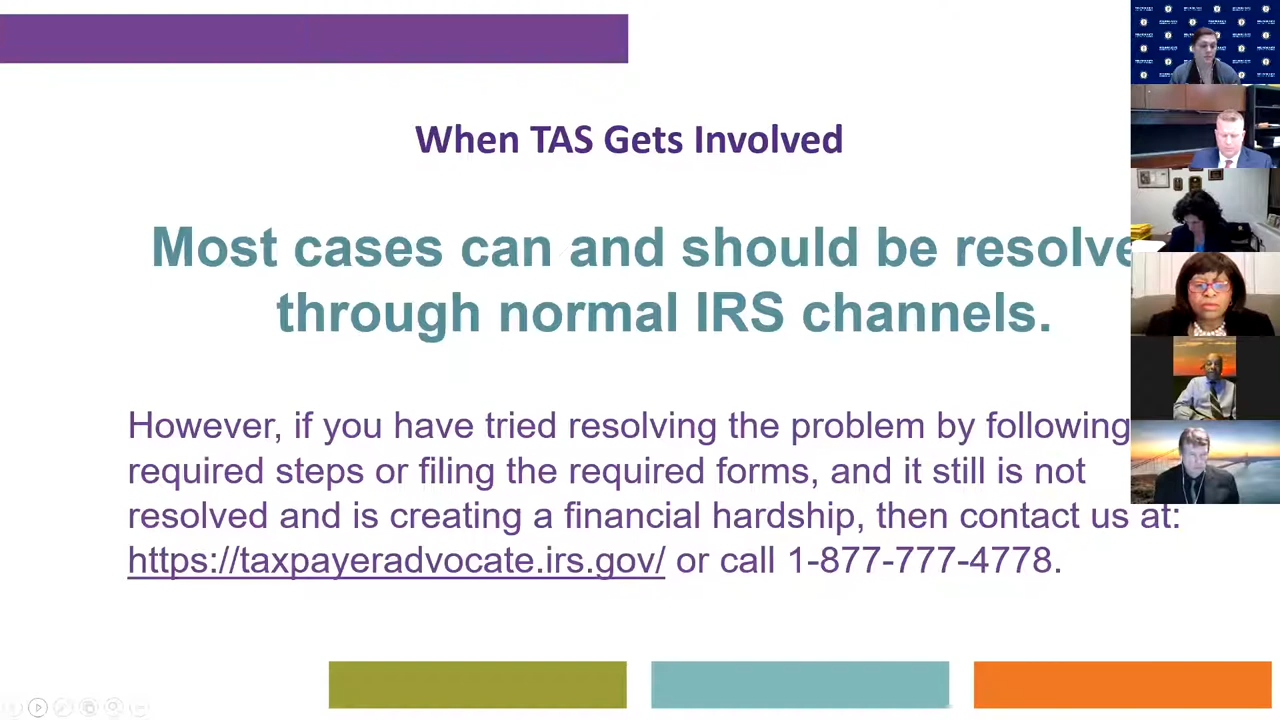 When TAS Gets Involved
Most cases can and should be resolve
through normal IRS channels.
However, if you have tried resolving the problem by following
required steps or filing the required forms, and it still is not
resolved and is creating a financial hardship, then contact us at:
https://taxpayeradvocate.irs.gov/ or call 1-877-777-4778.